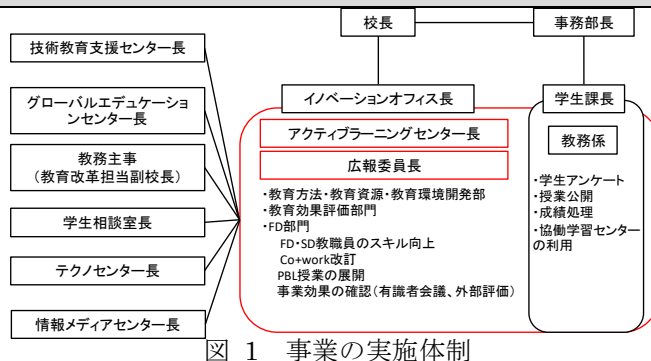 校長
事務部長
技術教育支援センター長
グローバルエデュケーショ
ンセンター長
教務主事
(教育改革担当副校長)
学生相談室長
テクノセンター長
情報メディアセンター長
イノベーションオフィス長
アクティブラーニングセンター長
広報委員長
・教育方法・教育資源・教育環境開発部
・教育効果評価部門
・FD部門
FD・SD教職員のスキル向上
Co+work改訂
PBL授業の展開
事業効果の確認(有識者会議、外部評価)
学生課長
教務係
・学生アンケート
・授業公開
・成績処理
・協働学習センター
の利用
図 1 事業の実施体制